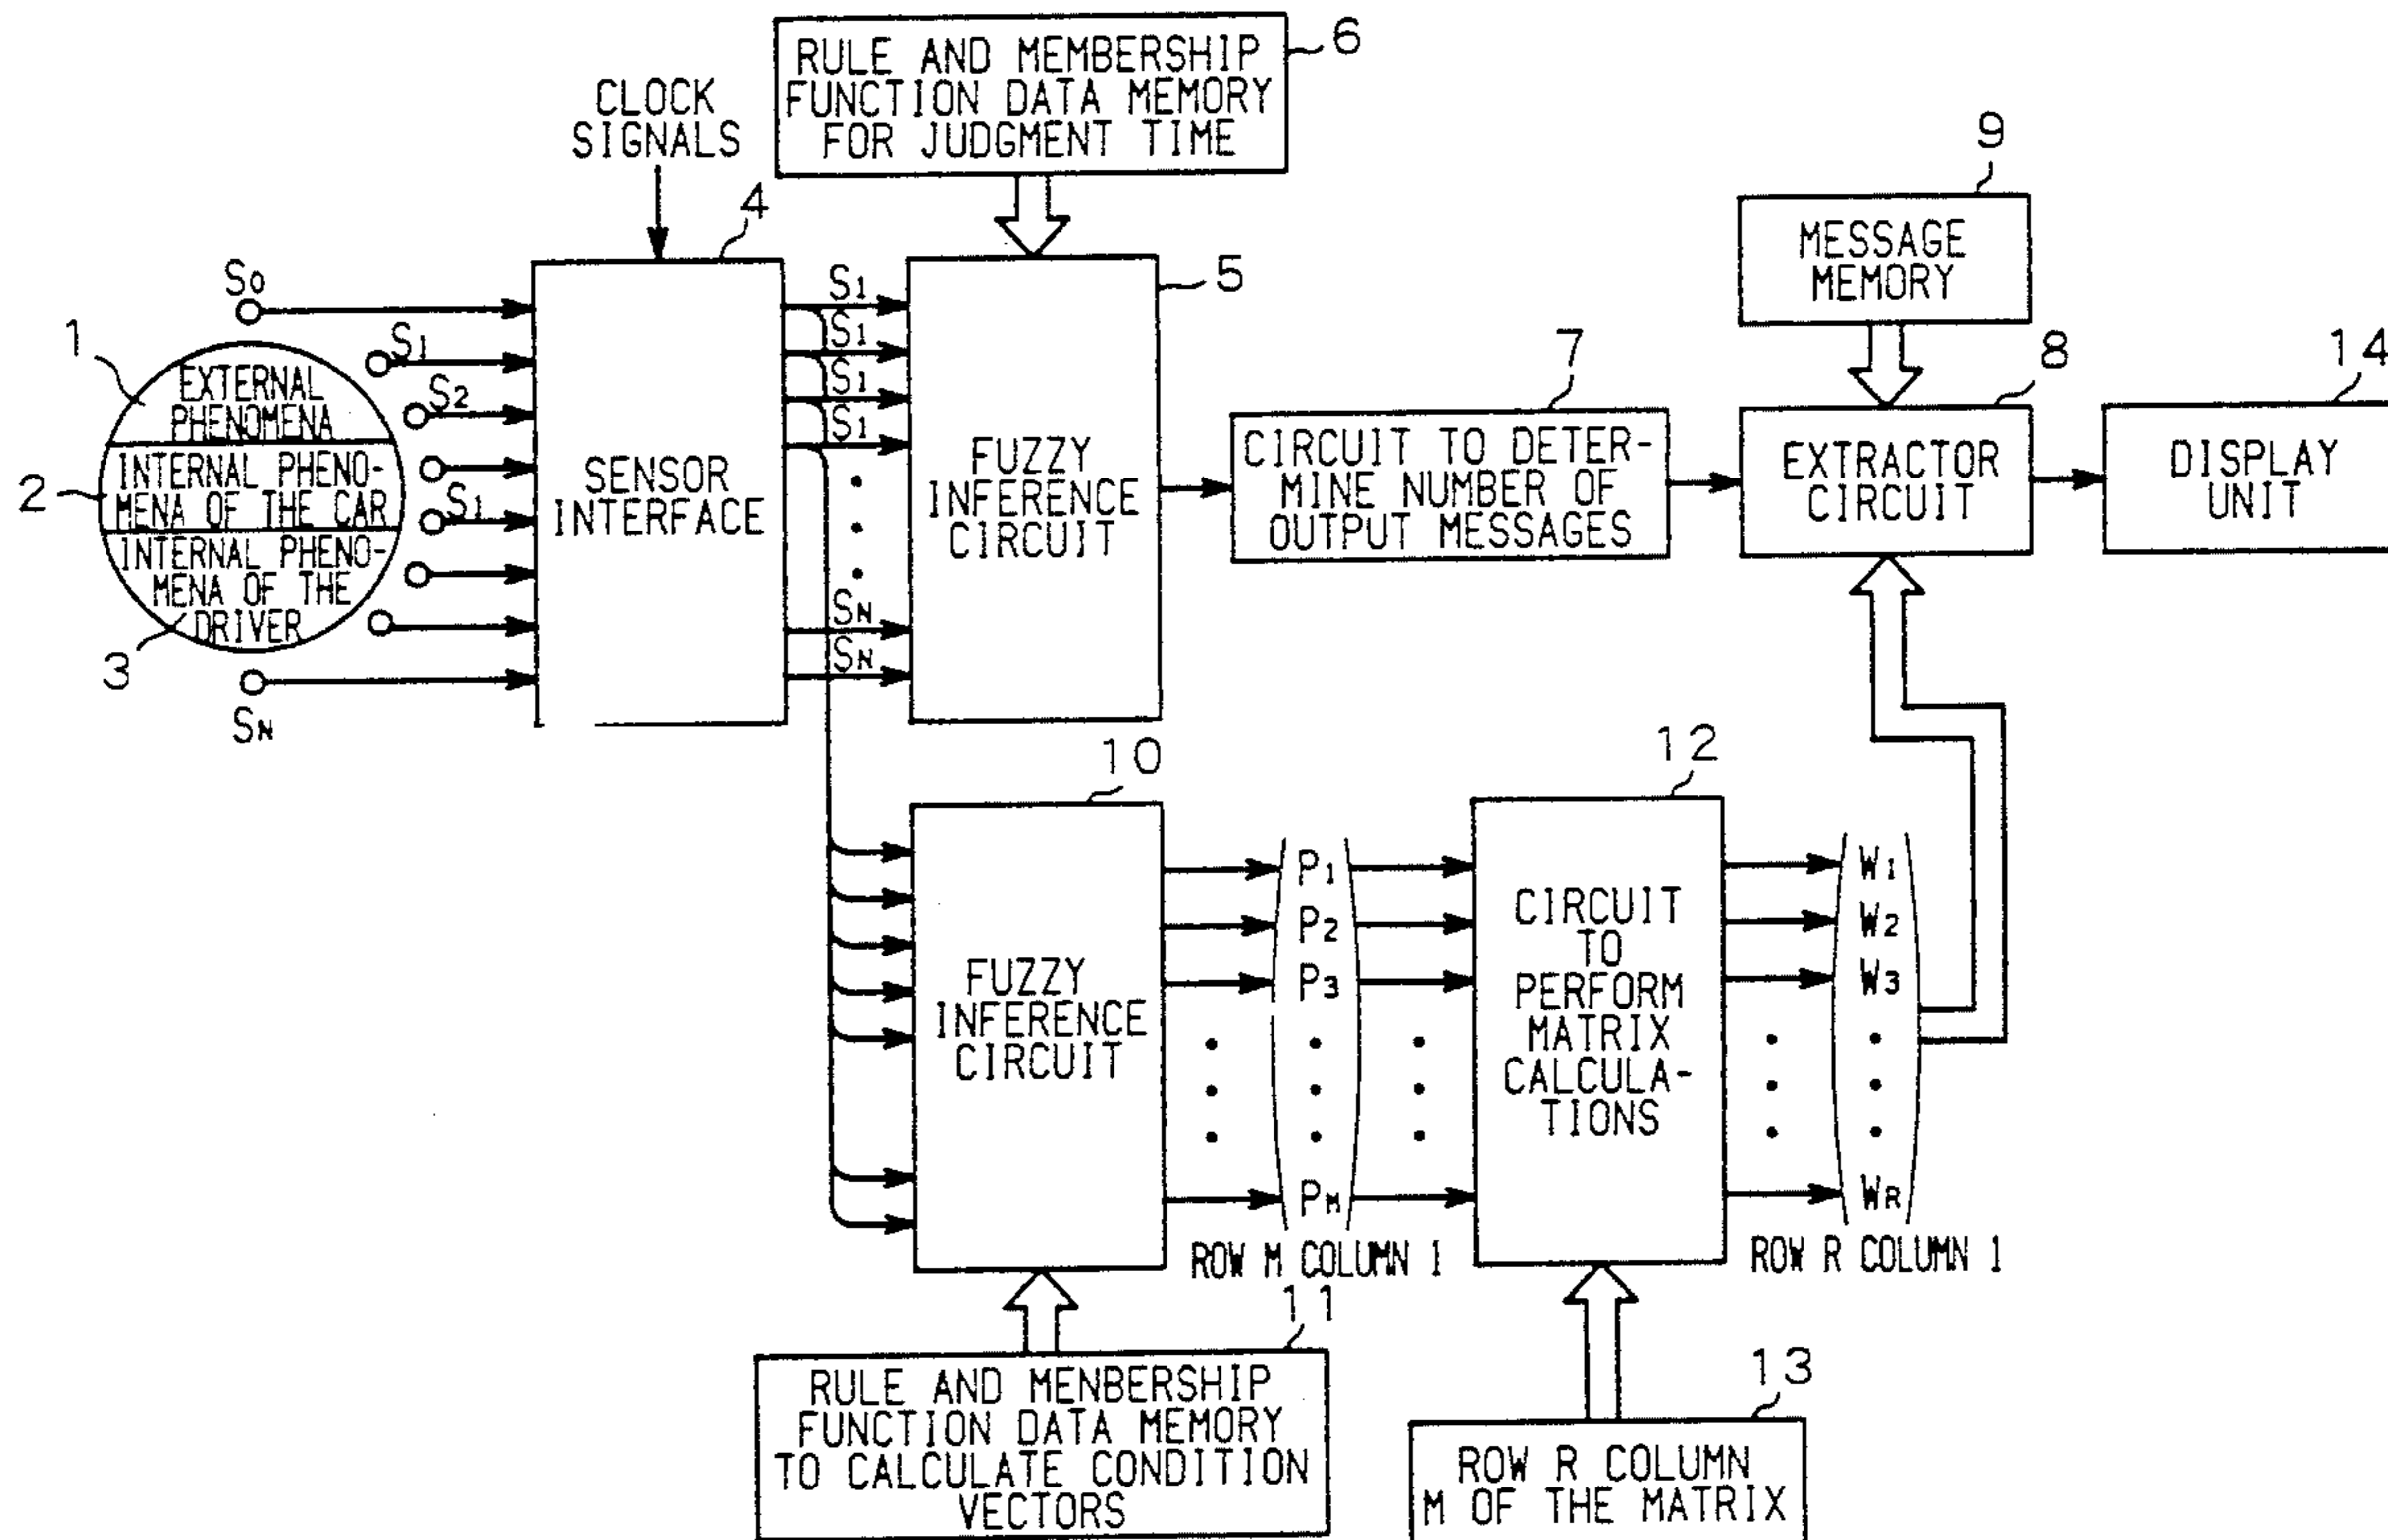 RULE AND MEMBERSHIP
FUNCTION DATA MEMORY
FOR JUDGMENT TIME
6
CLOCK
SIGNALS
4
9
MESSAGE
MEMORY
S0
S1
S2
S1
SN
1
EXTERNAL
PHENOMENA
2
INTERNAL PHENO-
MENA OF THE CAR
INTERNAL PHENO-
MENA OF THE
DRIVER
3
SENSOR
INTERFACE
S1
S1
S1
S1
SN
SN
5
FUZZY
INFERENCE
CIRCUIT
7
CIRCUIT TO DETER-
MINE NUMBER OF
OUTPUT MESSAGES
8
EXTRACTOR
CIRCUIT
14
DISPLAY
UNIT
10
FUZZY
INFERENCE
CIRCUIT
P1
P2
P3
PM
ROW M COLUMN 1
12
CIRCUIT
TO
PERFORM
MATRIX
CALCULA-
TIONS
W1
W2
W3
WR
ROW R COLUMN 1
11
RULE AND MENBERSHIP
FUNCTION DATA MEMORY
TO CALCULATE CONDITION
VECTORS
13
ROW R COLUMN
M OF THE MATRIX